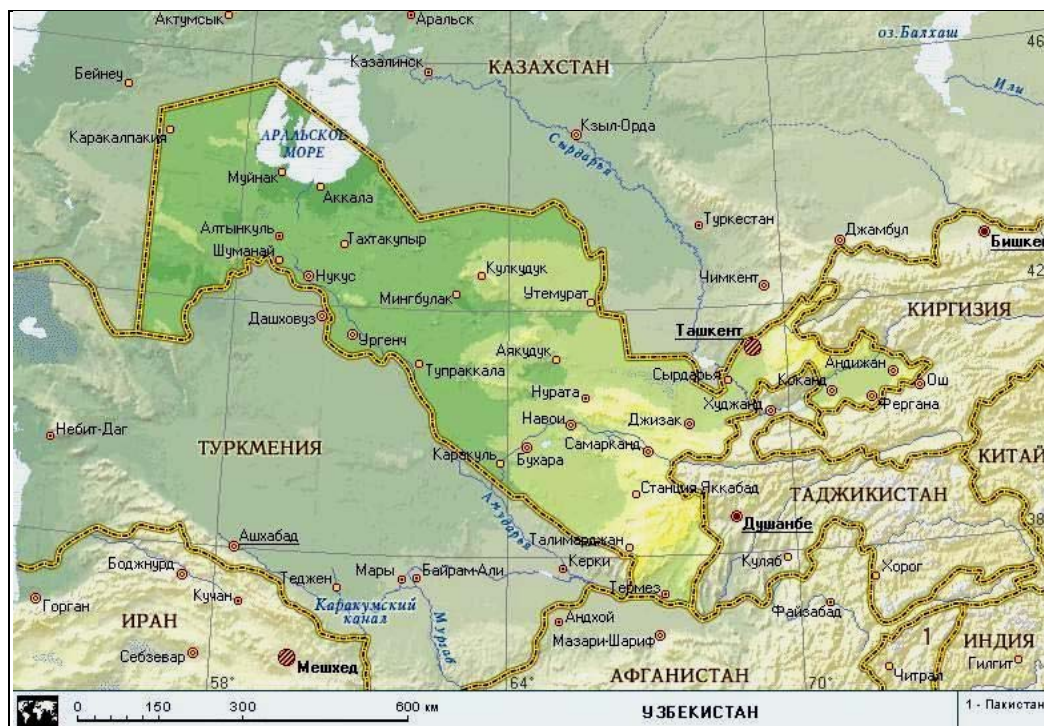 Актумсык
Аральск
оз.Балхаш
46
Казалинск
КАЗАХСТАН
Бейнеу
Или
Каракалпакия
АРАЛЬСКОЕ
МОРЕ
Кзыл-Орда
Сырдарья
Муйнак
Аккала
Туркестан
Джамбул
Бишкек
Алтынкуль
Тахтакупыр
Шуманай
Нукус
Кулкудук
Чимкент
42
Мингбулак
Утемурат
КИРГИЗИЯ
Дашховуз
Ургенч
Ташкент
Аякудук
Андижан
Тупраккала
Сырдарья
Коканд
Ош
Нурата
Худжанд
Фергана
Небит-Даг
Навои
Джизак
ТУРКМЕНИЯ
Самарканд
КИТАЙ
Каракуль
Бухара
Станция Яккабад
ТАДЖИКИСТАН
Амударья
Душанбе
38
Ашхабад
Талимарджан
Боджнурд
Керки
Куляб
Хорог
Теджен
Мары
Байрам-Али
Термез
Горган
Кучан
Каракумский
канал
Файзабад
ИРАН
Мургаб
Андхой
Мазари-Шариф
1
ИНДИЯ
Себзевар
Мешхед
Гилгит
АФГАНИСТАН
Читрал
58°
64
70
0 150 300 600 км
УЗБЕКИСТАН
1 - Пакистан